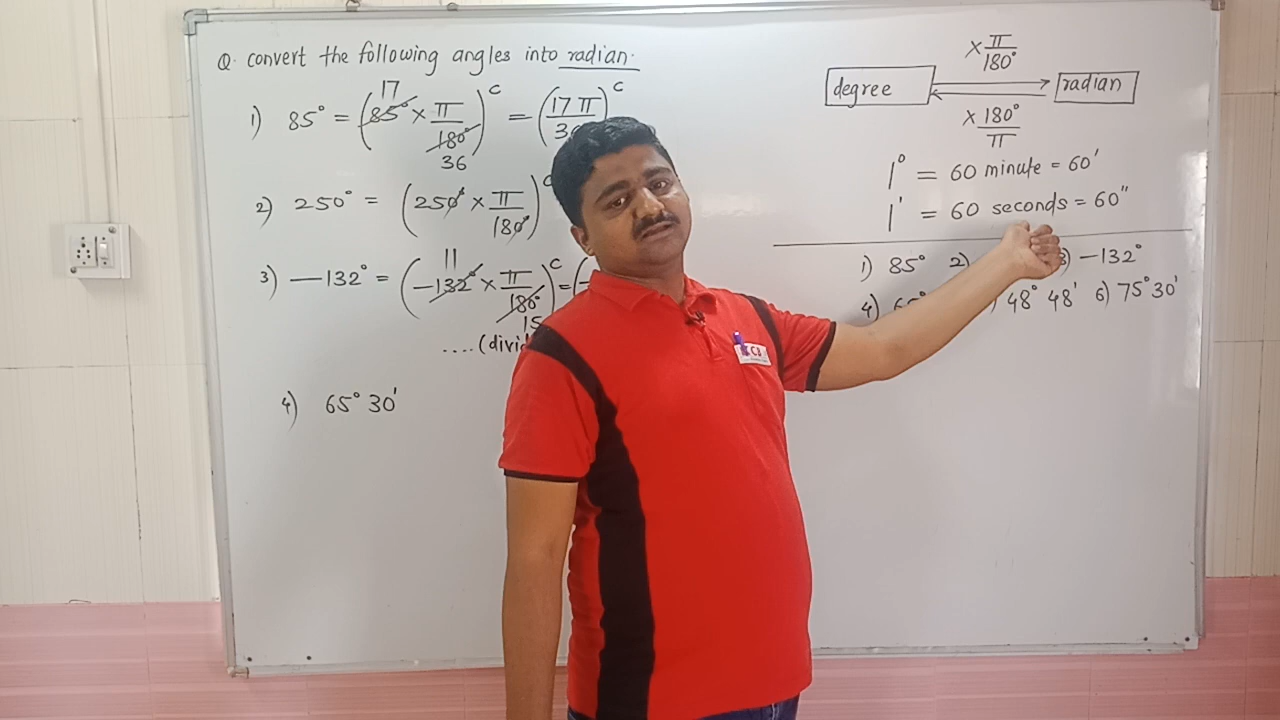 Q. convert the following angles into radian.
1) 85° = (85° × π/180°)^c = (17π/36)^c
17
36
2) 250° = (250° × π/180°)^c
3) —132° = (-132° × π/180°)^c = (-
11
15
.... (divid
4) 65° 30'
× π/180°
degree radian
× 180°/π
1° = 60 minute = 60'
1' = 60 seconds = 60"
1) 85° 2) 3) -132°
4) 48° 48' 6) 75° 30'